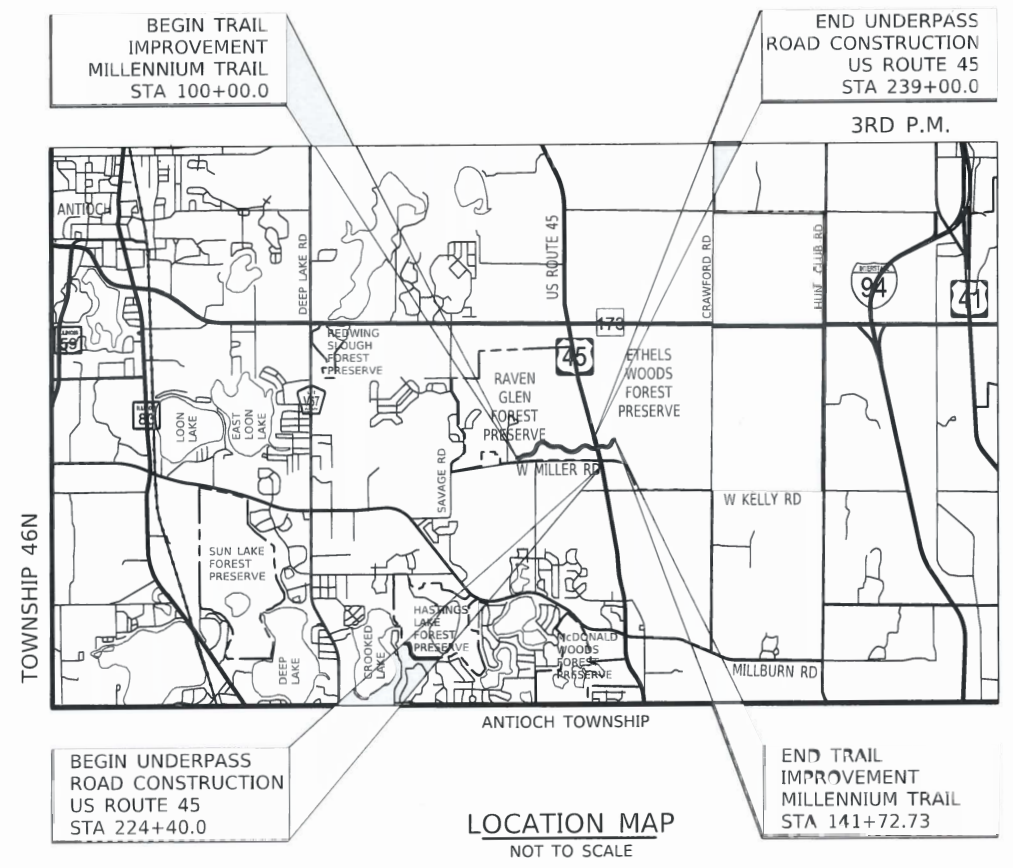 BEGIN TRAIL
IMPROVEMENT
MILLENNIUM TRAIL
STA 100+00.0
END UNDERPASS
ROAD CONSTRUCTION
US ROUTE 45
STA 239+00.0
3RD P.M.
ANTIOCH
DEEP LAKE RD
US ROUTE 45
CRAWFORD RD
HUNT CLUB RD
INTERSTATE
94
41
173
ILLINOIS
59
REDWING
SLOUGH
FOREST
PRESERVE
45
ETHELS
WOODS
FOREST
PRESERVE
RAVEN
GLEN
FOREST
PRESERVE
V67
ILLINOIS
83
LOON
LAKE
EAST
LOON
LAKE
SAVAGE RD
W MILLER RD
W KELLY RD
TOWNSHIP 46N
SUN LAKE
FOREST
PRESERVE
HASTINGS
LAKE
FOREST
PRESERVE
CROOKED
LAKE
DEEP
LAKE
McDONALD
WOODS
FOREST
PRESERVE
MILLBURN RD
ANTIOCH TOWNSHIP
BEGIN UNDERPASS
ROAD CONSTRUCTION
US ROUTE 45
STA 224+40.0
END TRAIL
IMPROVEMENT
MILLENNIUM TRAIL
STA 141+72.73
LOCATION MAP
NOT TO SCALE